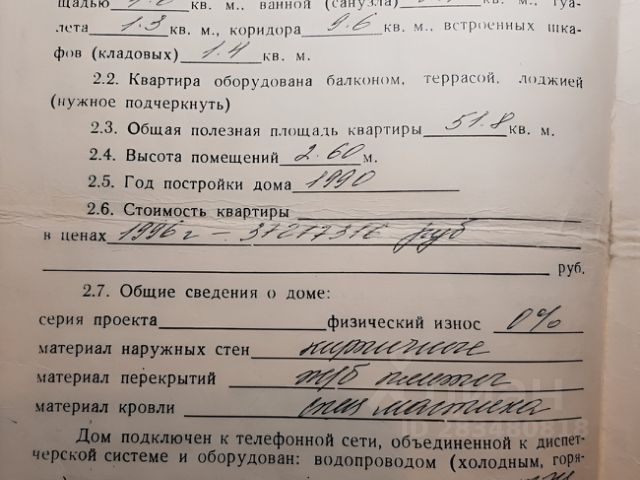 щадью кв. м., ванной (санузла) кв. м., туа-
лета 1.3 кв. м., коридора 9.6 кв. м., встроенных шка-
фов (кладовых) 1.4 кв. м.
2.2. Квартира оборудована балконом, террасой, лоджией
(нужное подчеркнуть)
2.3. Общая полезная площадь квартиры 51.8 кв. м.
2.4. Высота помещений 2.60 м.
2.5. Год постройки дома 1990
2.6. Стоимость квартиры
в ценах 1996 г – руб
руб.
2.7. Общие сведения о доме:
серия проекта физический износ 0%
материал наружных стен кирпичные
материал перекрытий ж/б плиты
материал кровли мастика
Дом подключен к телефонной сети, объединенной к диспет-
черской системе и оборудован: водопроводом (холодным, горя-